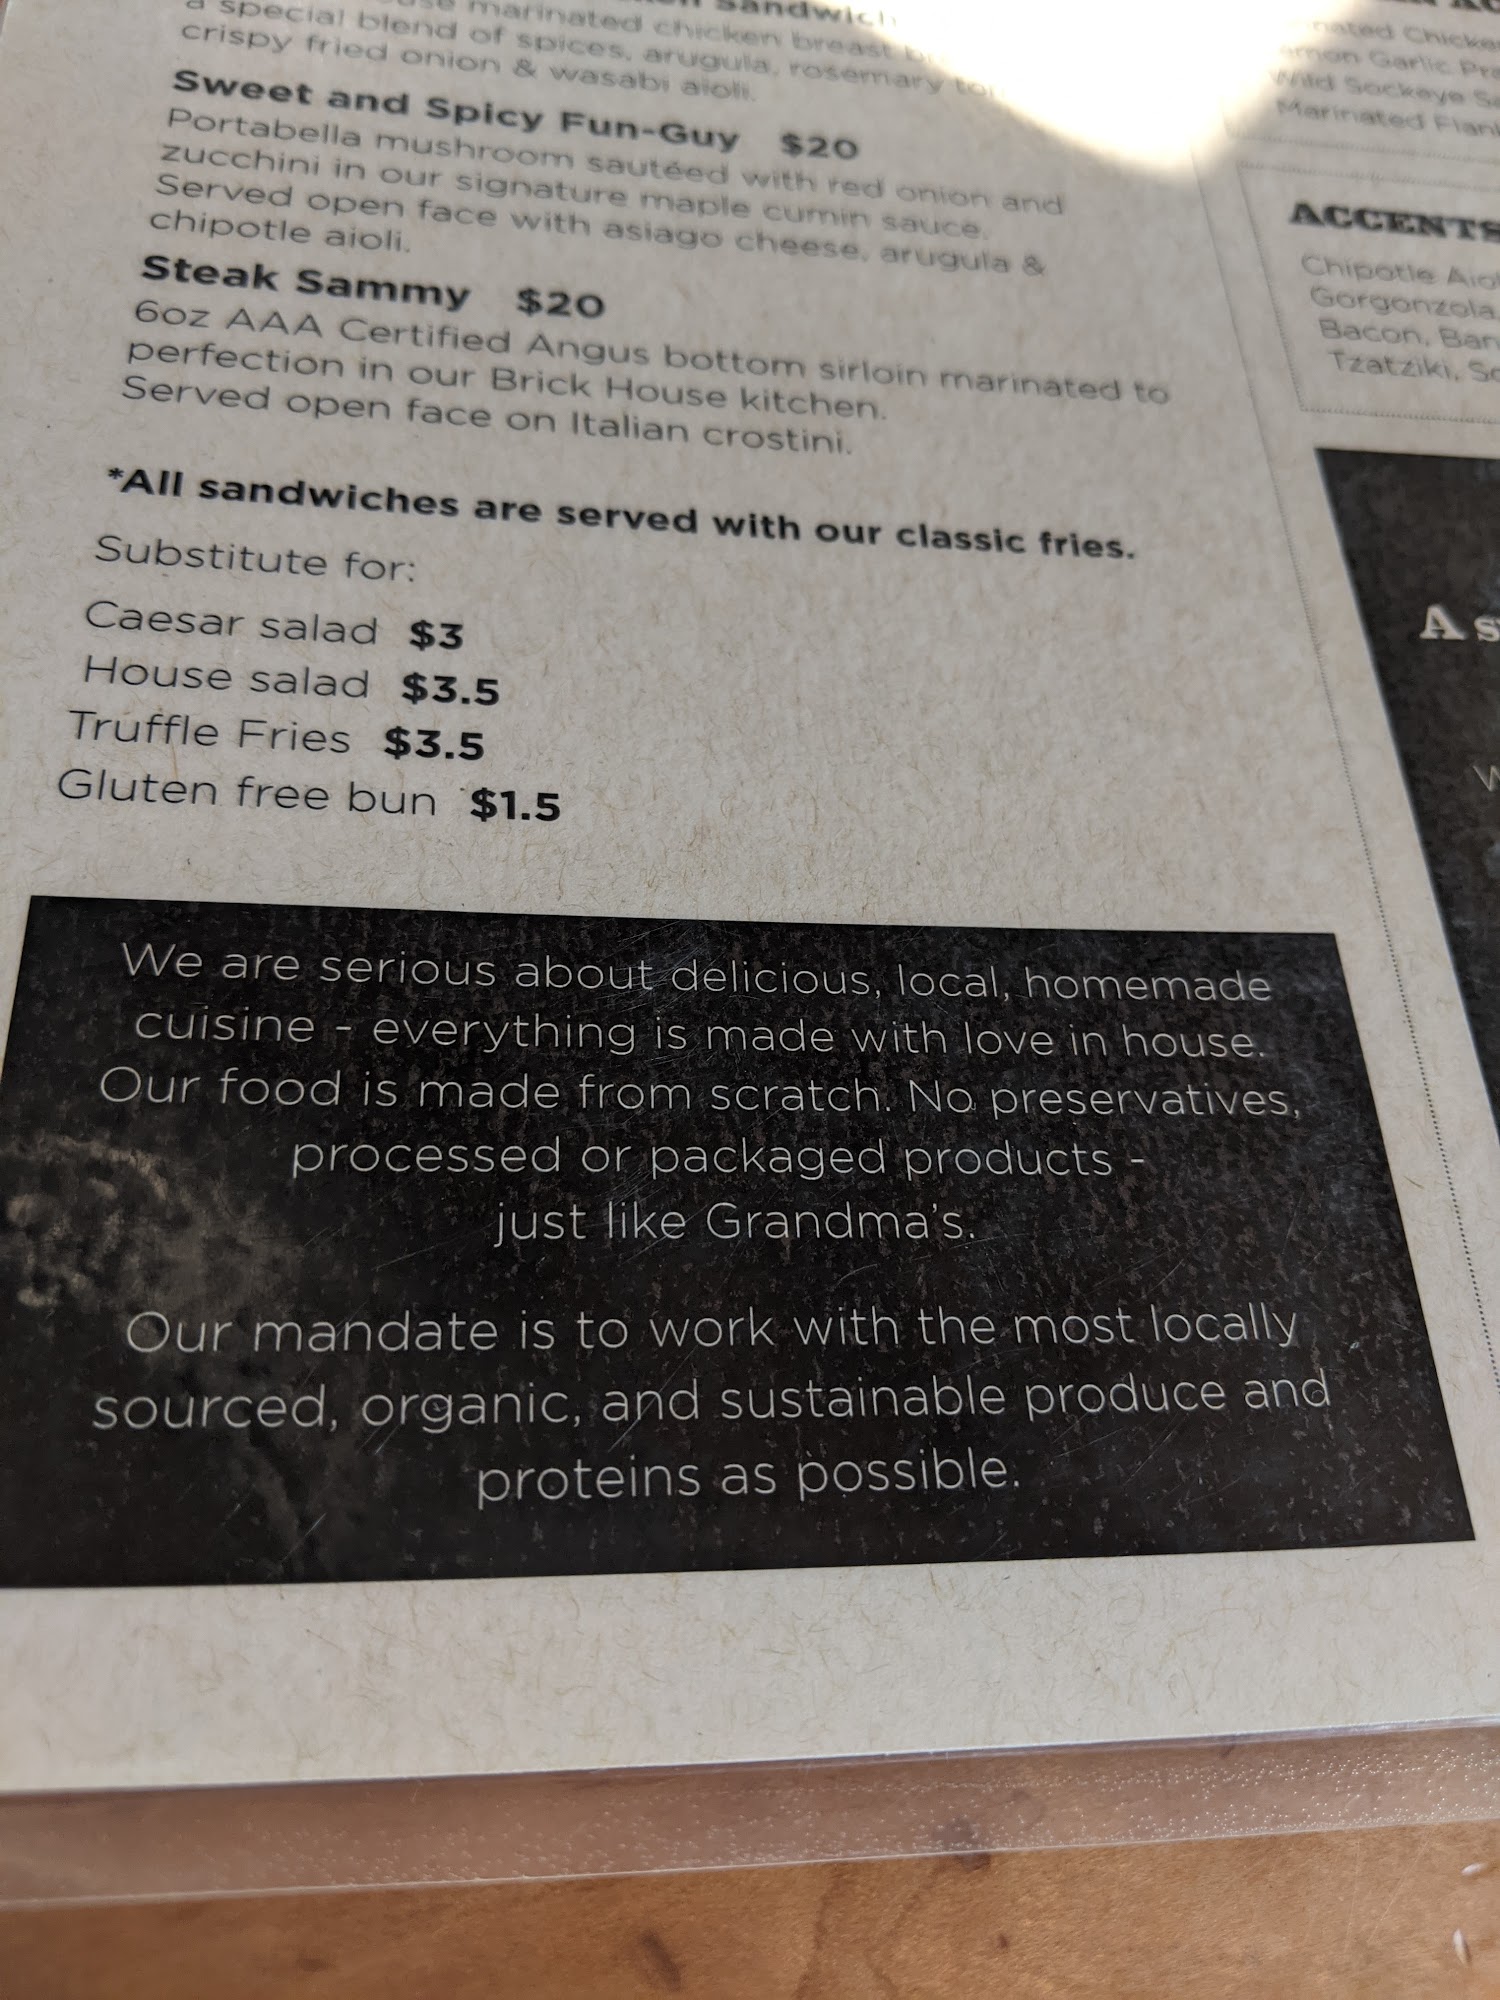 marinated chicken breast
a special blend of spices, arugula, rosemary
crispy fried onion & wasabi aioli.
Sweet and Spicy Fun-Guy $20
Portabella mushroom sautéed with red onion and
zucchini in our signature maple cumin sauce.
Served open face with asiago cheese, arugula &
chipotle aioli.
Steak Sammy $20
6oz AAA Certified Angus bottom sirloin marinated to
perfection in our Brick House kitchen.
Served open face on Italian crostini.
*All sandwiches are served with our classic fries.
Substitute for:
Caesar salad $3
House salad $3.5
Truffle Fries $3.5
Gluten free bun $1.5
We are serious about delicious, local, homemade
cuisine - everything is made with love in house.
Our food is made from scratch. No preservatives,
processed or packaged products -
just like Grandma's.
Our mandate is to work with the most locally
sourced, organic, and sustainable produce and
proteins as possible.
Garlic
Wild Sockeye
Marinated
ACCENTS
Chipotle
Gorgonzola,
Bacon,
Tzatziki,
A